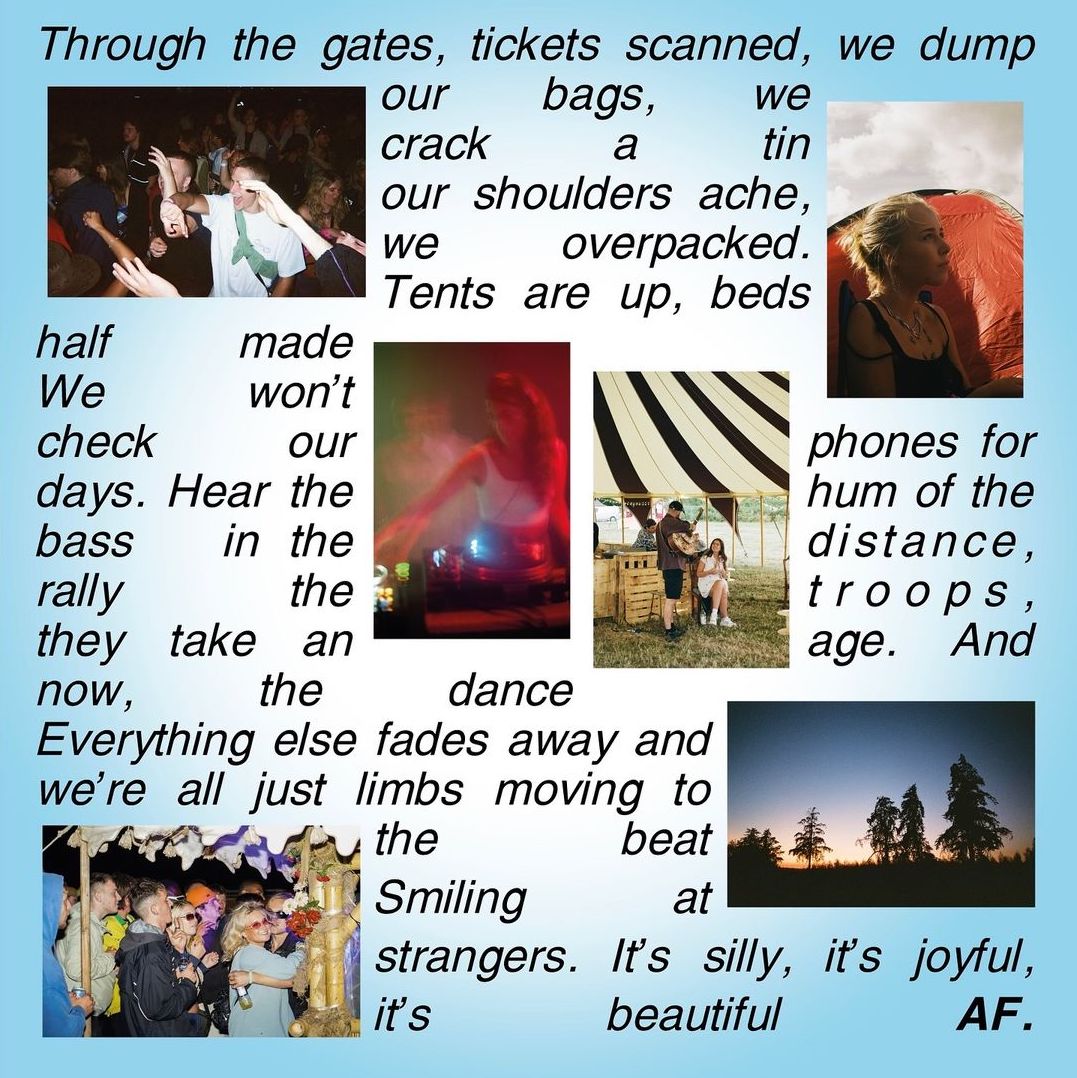 Through the gates, tickets scanned, we dump
our bags, we
crack a tin
our shoulders ache,
we overpacked.
Tents are up, beds
half made
We won't
check our phones for
days. Hear the hum of the
bass in the distance,
rally the troops,
they take an age. And
now, the dance
Everything else fades away and
we're all just limbs moving to
the beat
Smiling at
strangers. It's silly, it's joyful,
it's beautiful AF.